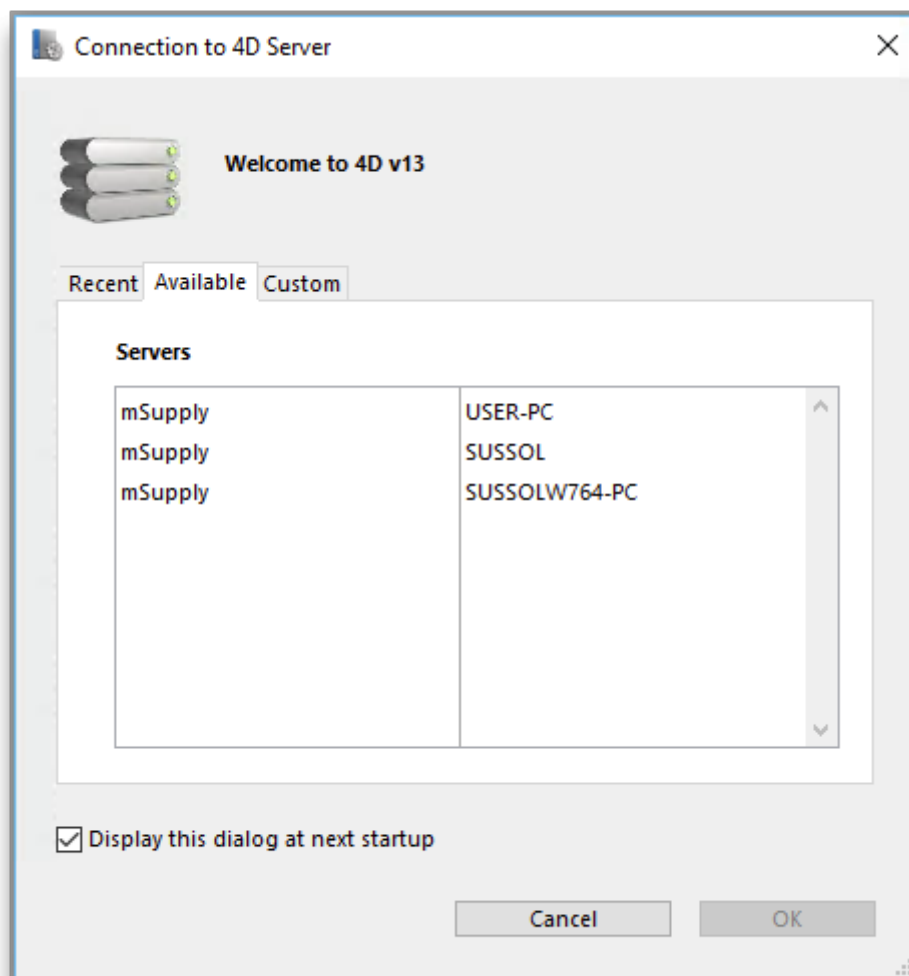 Connection to 4D Server
Welcome to 4D v13
Recent Available Custom
Servers
mSupply USER-PC
mSupply SUSSOL
mSupply SUSSOLW764-PC
Display this dialog at next startup
Cancel OK